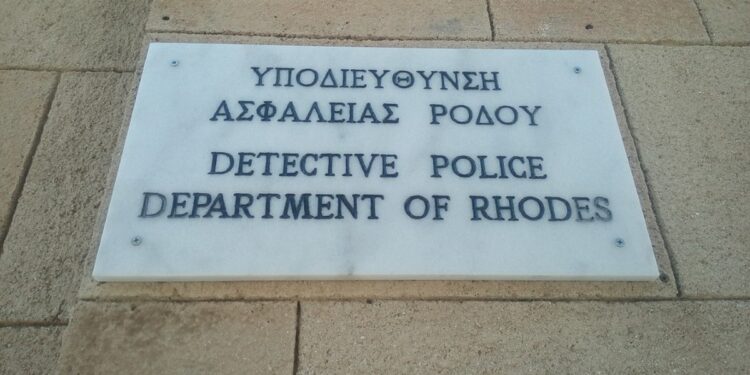 ΥΠΟΔΙΕΥΘΥΝΣΗ
ΑΣΦΑΛΕΙΑΣ ΡΟΔΟΥ
DETECTIVE POLICE
DEPARTMENT OF RHODES